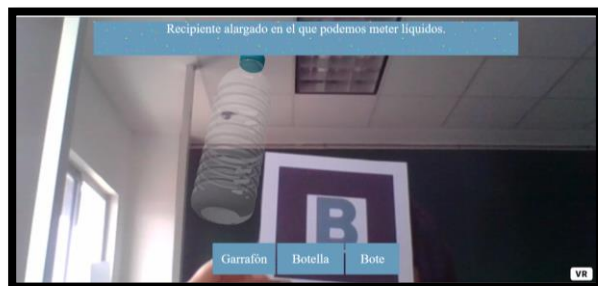 Recipiente alargado en el que podemos meter líquidos.
B
Garrafón Botella Bote
VR